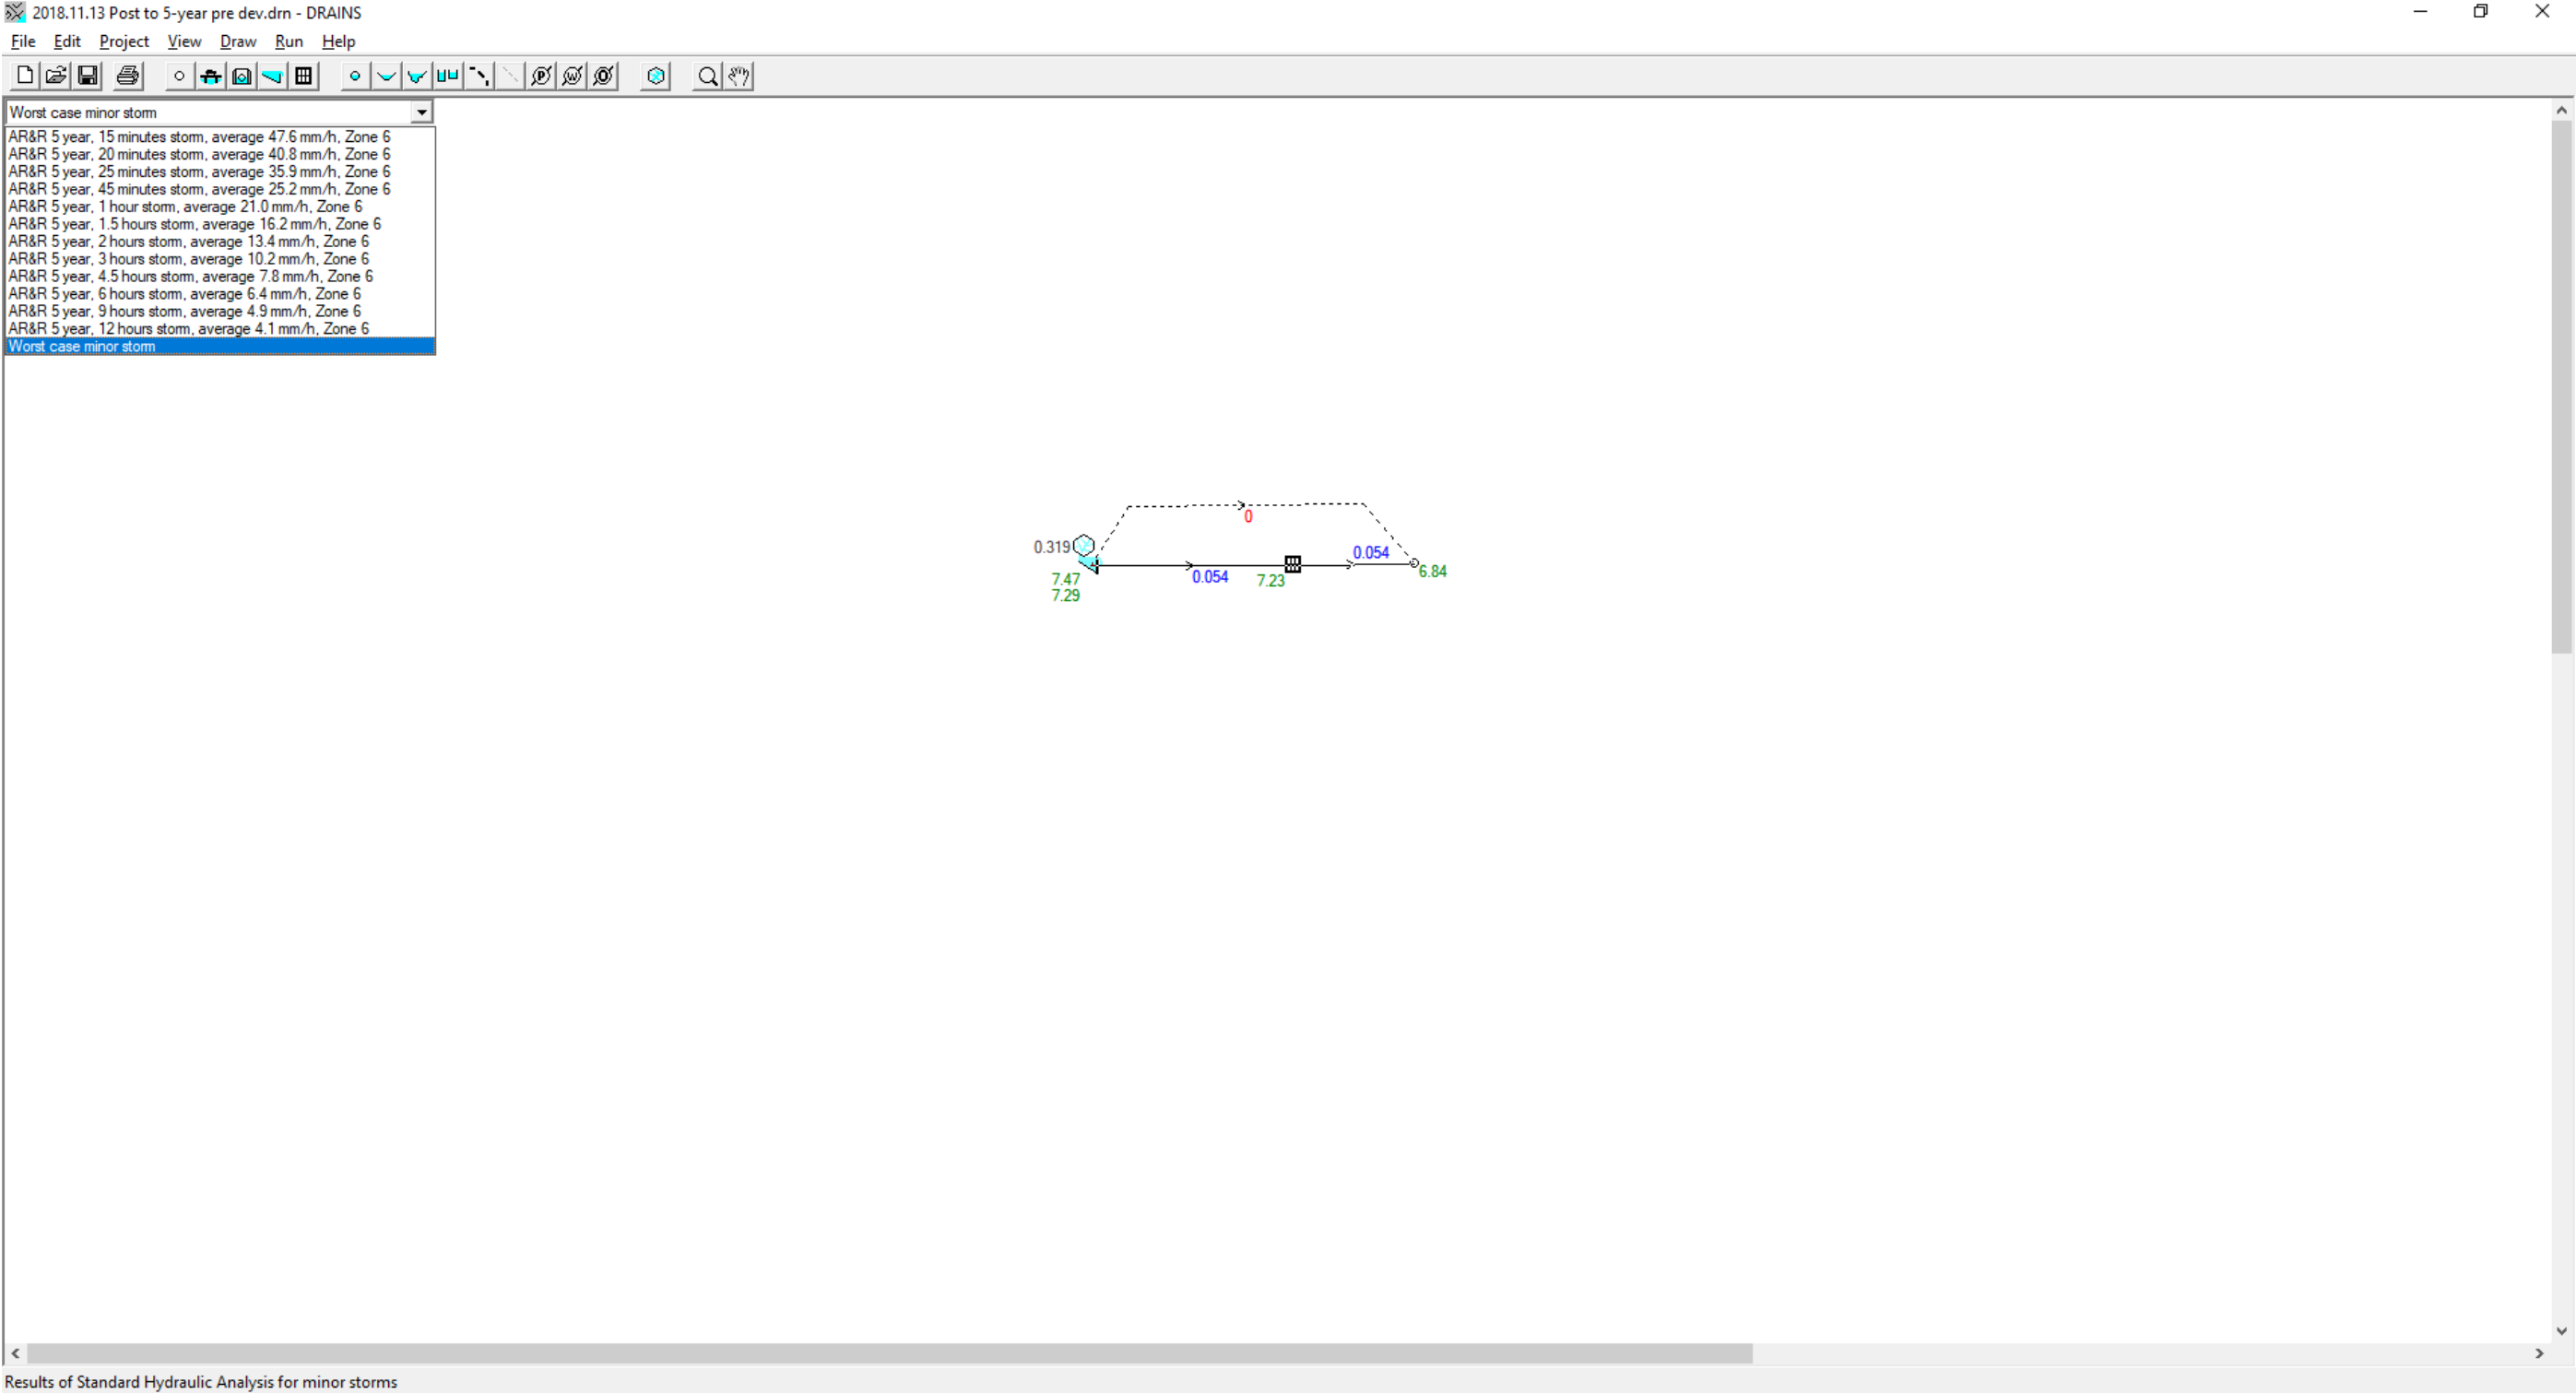 2018.11.13 Post to 5-year pre dev.drn - DRAINS
File Edit Project View Draw Run Help
Worst case minor storm
AR&R 5 year, 15 minutes storm, average 47.6 mm/h, Zone 6
AR&R 5 year, 20 minutes storm, average 40.8 mm/h, Zone 6
AR&R 5 year, 25 minutes storm, average 35.9 mm/h, Zone 6
AR&R 5 year, 45 minutes storm, average 25.2 mm/h, Zone 6
AR&R 5 year, 1 hour storm, average 21.0 mm/h, Zone 6
AR&R 5 year, 1.5 hours storm, average 16.2 mm/h, Zone 6
AR&R 5 year, 2 hours storm, average 13.4 mm/h, Zone 6
AR&R 5 year, 3 hours storm, average 10.2 mm/h, Zone 6
AR&R 5 year, 4.5 hours storm, average 7.8 mm/h, Zone 6
AR&R 5 year, 6 hours storm, average 6.4 mm/h, Zone 6
AR&R 5 year, 9 hours storm, average 4.9 mm/h, Zone 6
AR&R 5 year, 12 hours storm, average 4.1 mm/h, Zone 6
Worst case minor storm
0
0.319
0.054
6.84
7.47
0.054
7.23
7.29
Results of Standard Hydraulic Analysis for minor storms